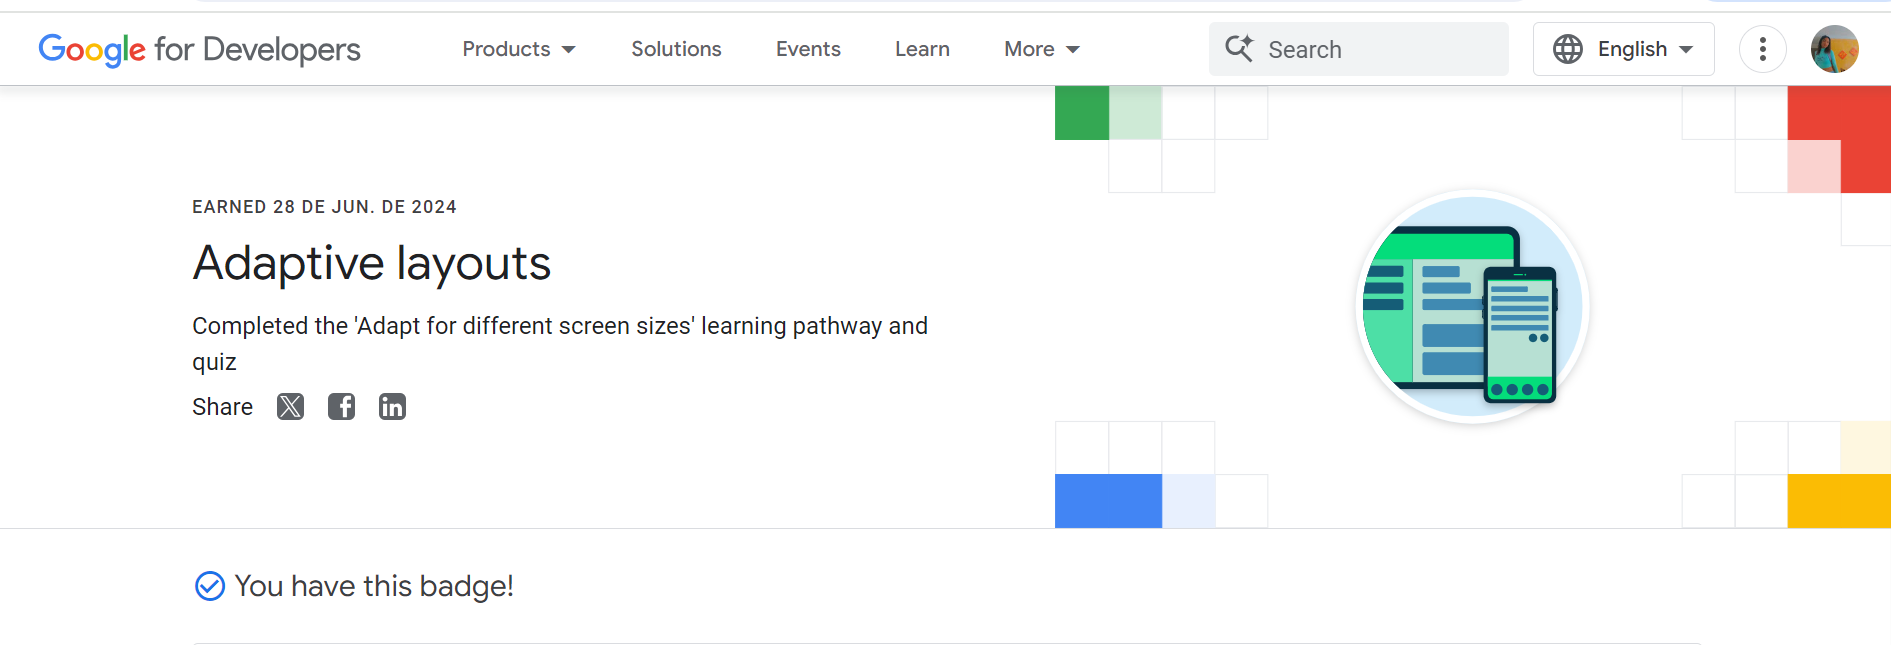 Google for Developers Products Solutions Events Learn More Search English
EARNED 28 DE JUN. DE 2024
Adaptive layouts
Completed the 'Adapt for different screen sizes' learning pathway and
quiz
Share
You have this badge!